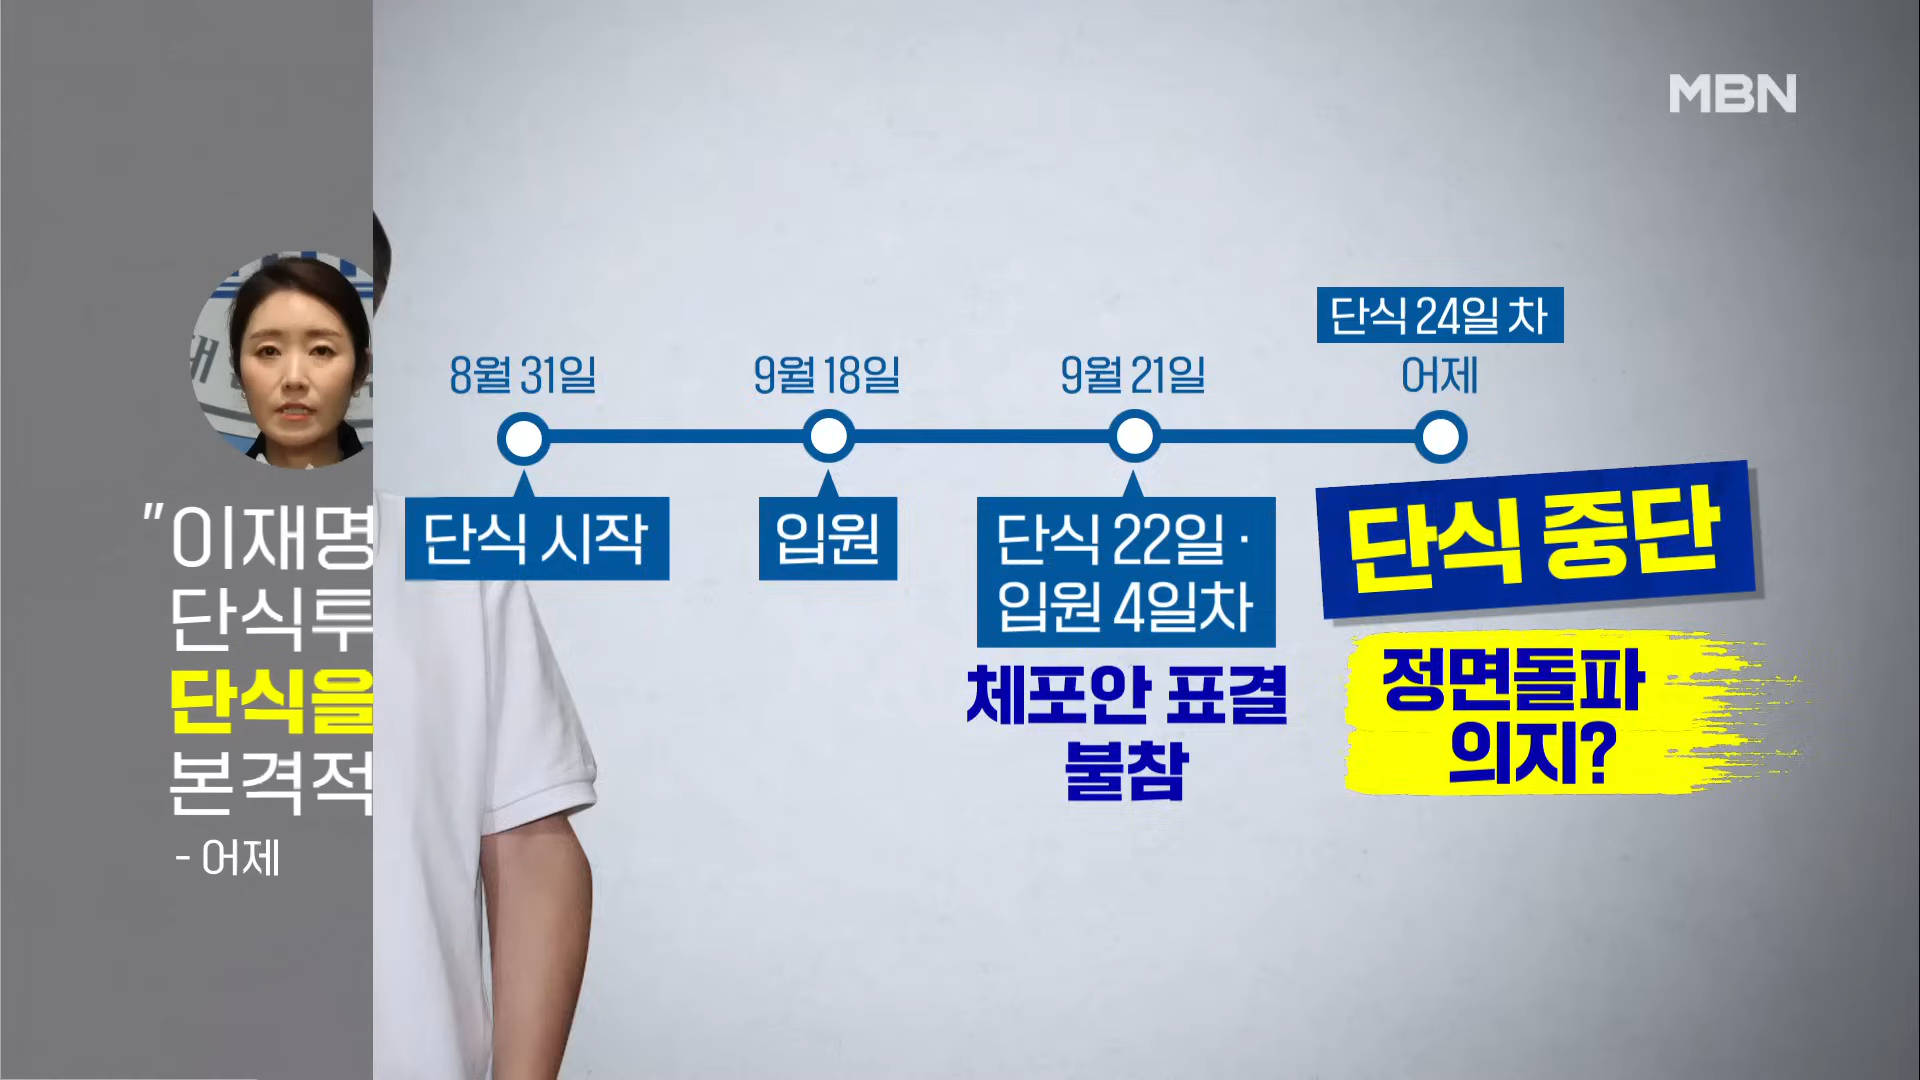 MBN
단식 24일 차
8월 31일
9월 18일
9월 21일
어제
단식 시작
입원
단식 22일·
입원 4일차
체포안 표결
불참
단식 중단
정면돌파
의지?
"이재명
단식투
단식을
본격적
- 어제